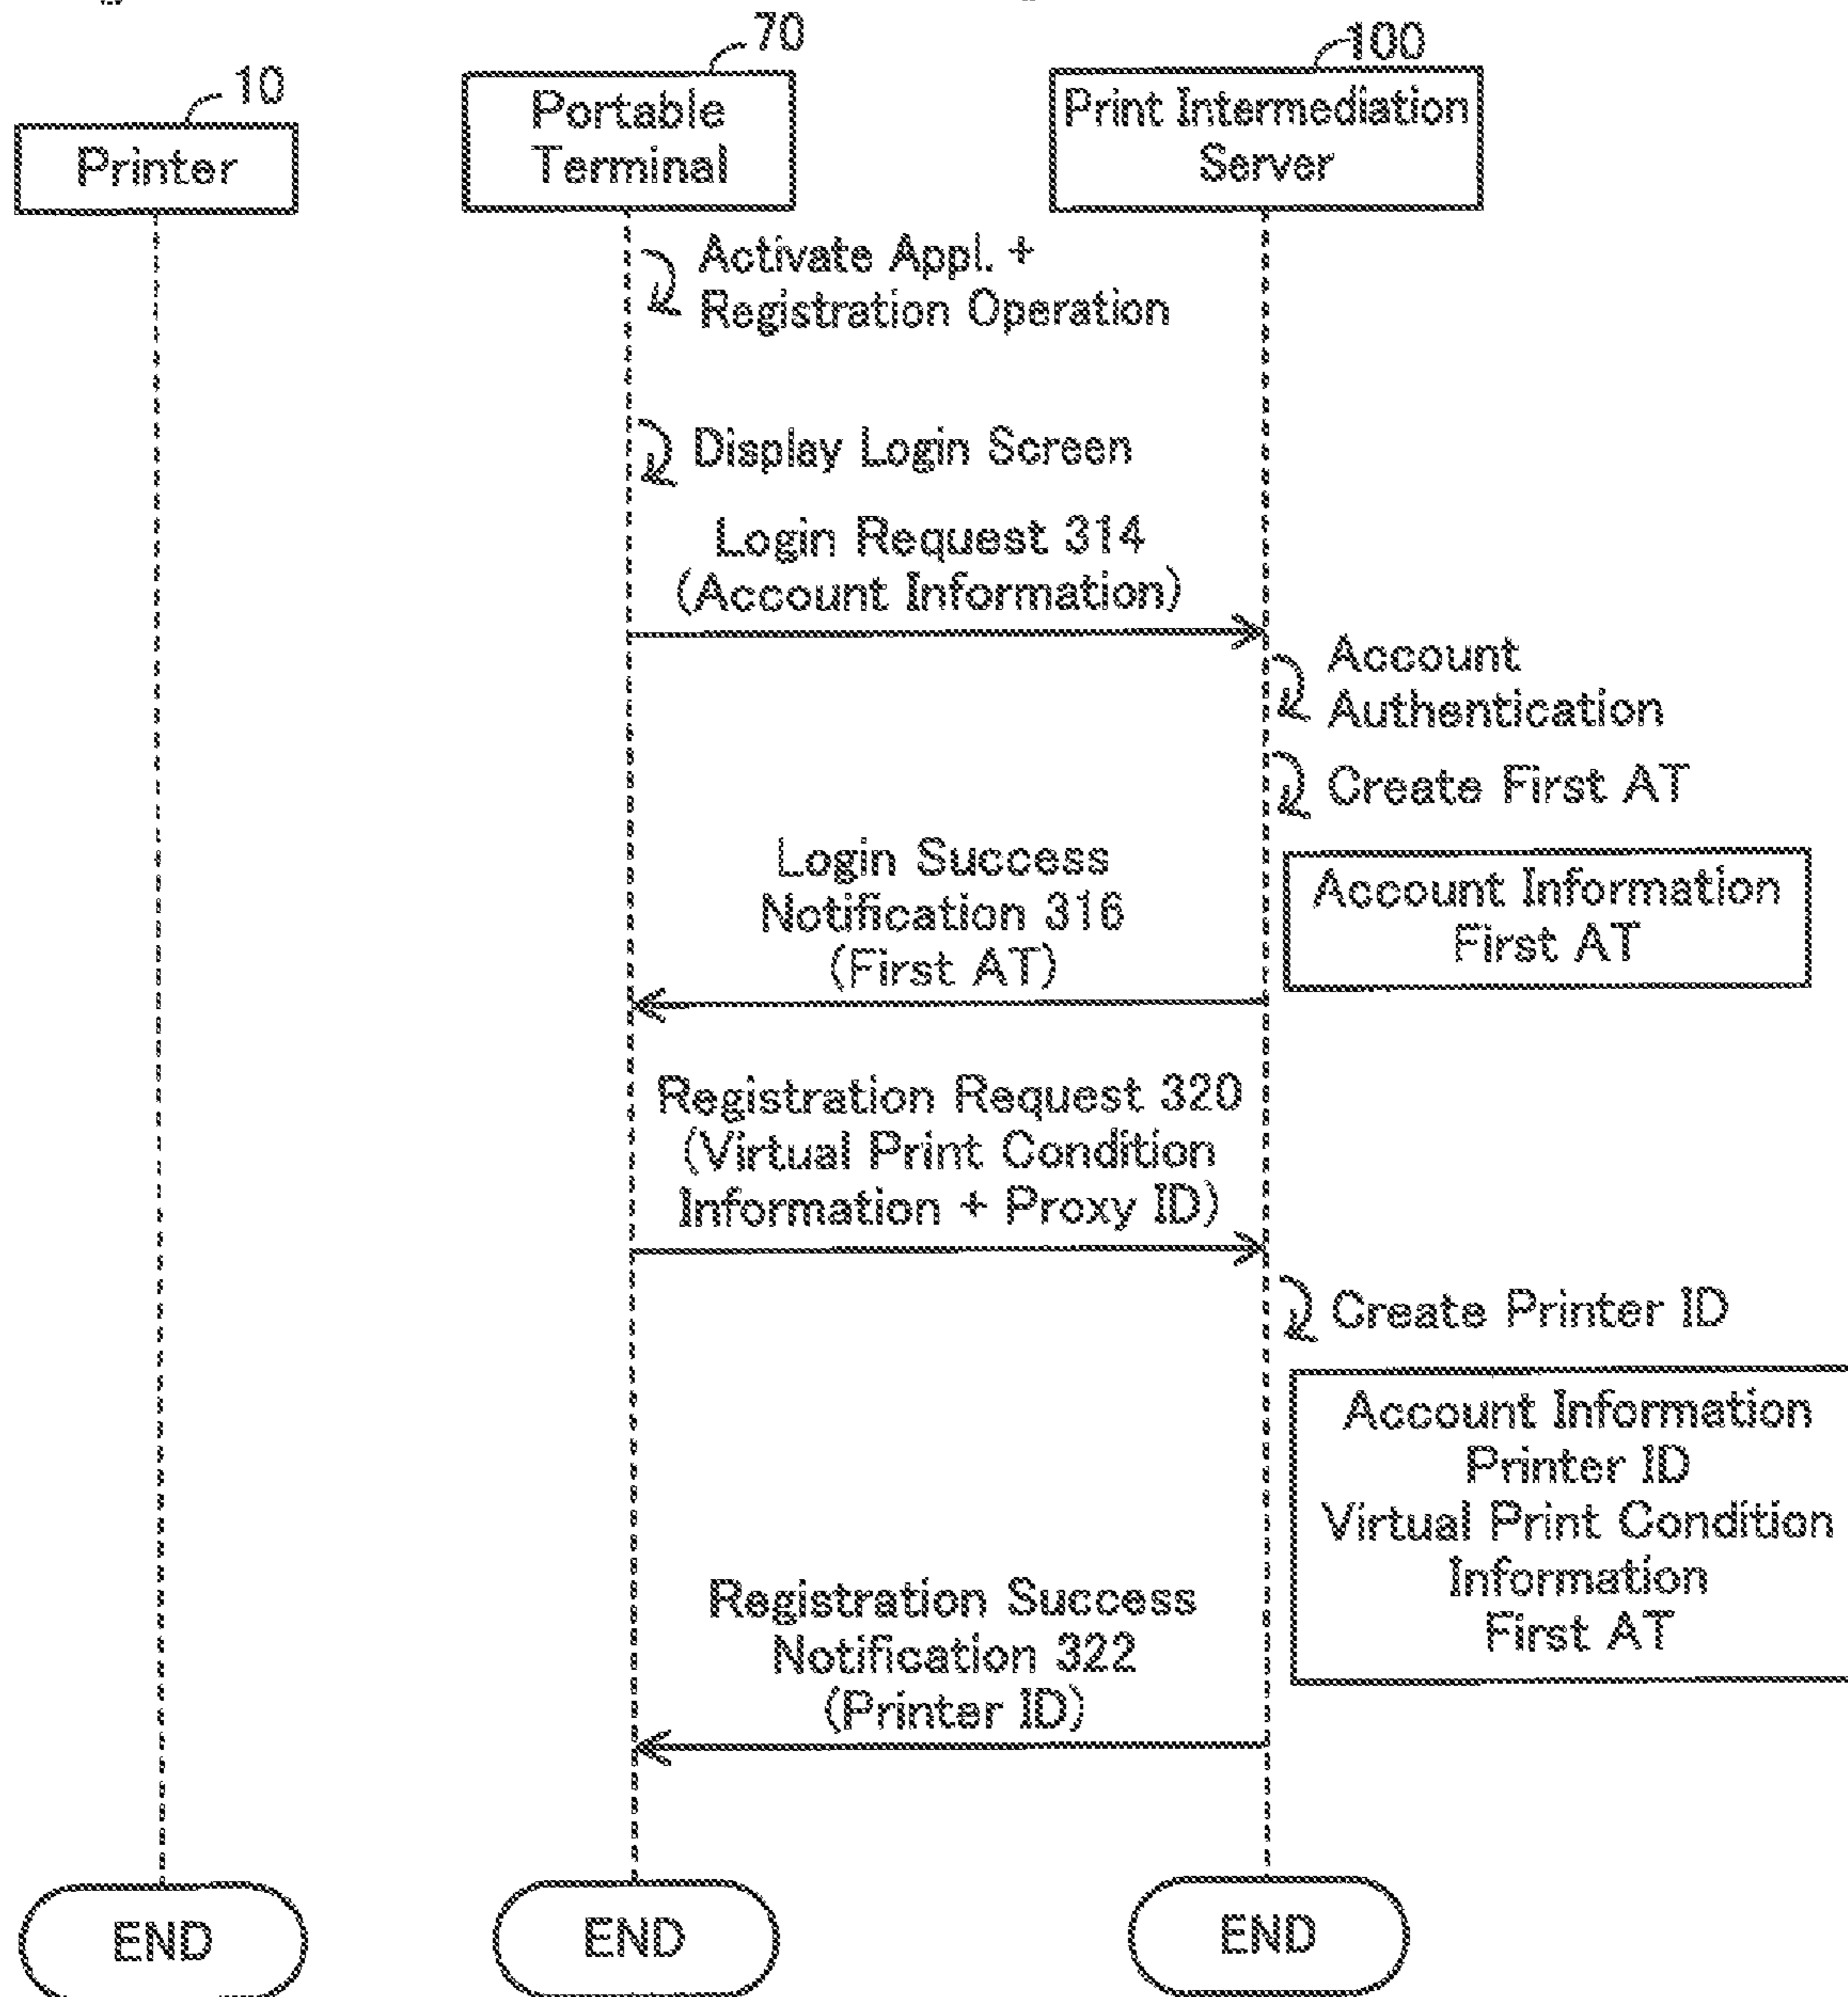 10
Printer
70
Portable
Terminal
100
Print Intermediation
Server
Activate Appl. +
Registration Operation
Display Login Screen
Login Request 314
(Account Information)
Account
Authentication
Create First AT
Account Information
First AT
Login Success
Notification 316
(First AT)
Registration Request 320
(Virtual Print Condition
Information + Proxy ID)
Create Printer ID
Account Information
Printer ID
Virtual Print Condition
Information
First AT
Registration Success
Notification 322
(Printer ID)
END
END
END